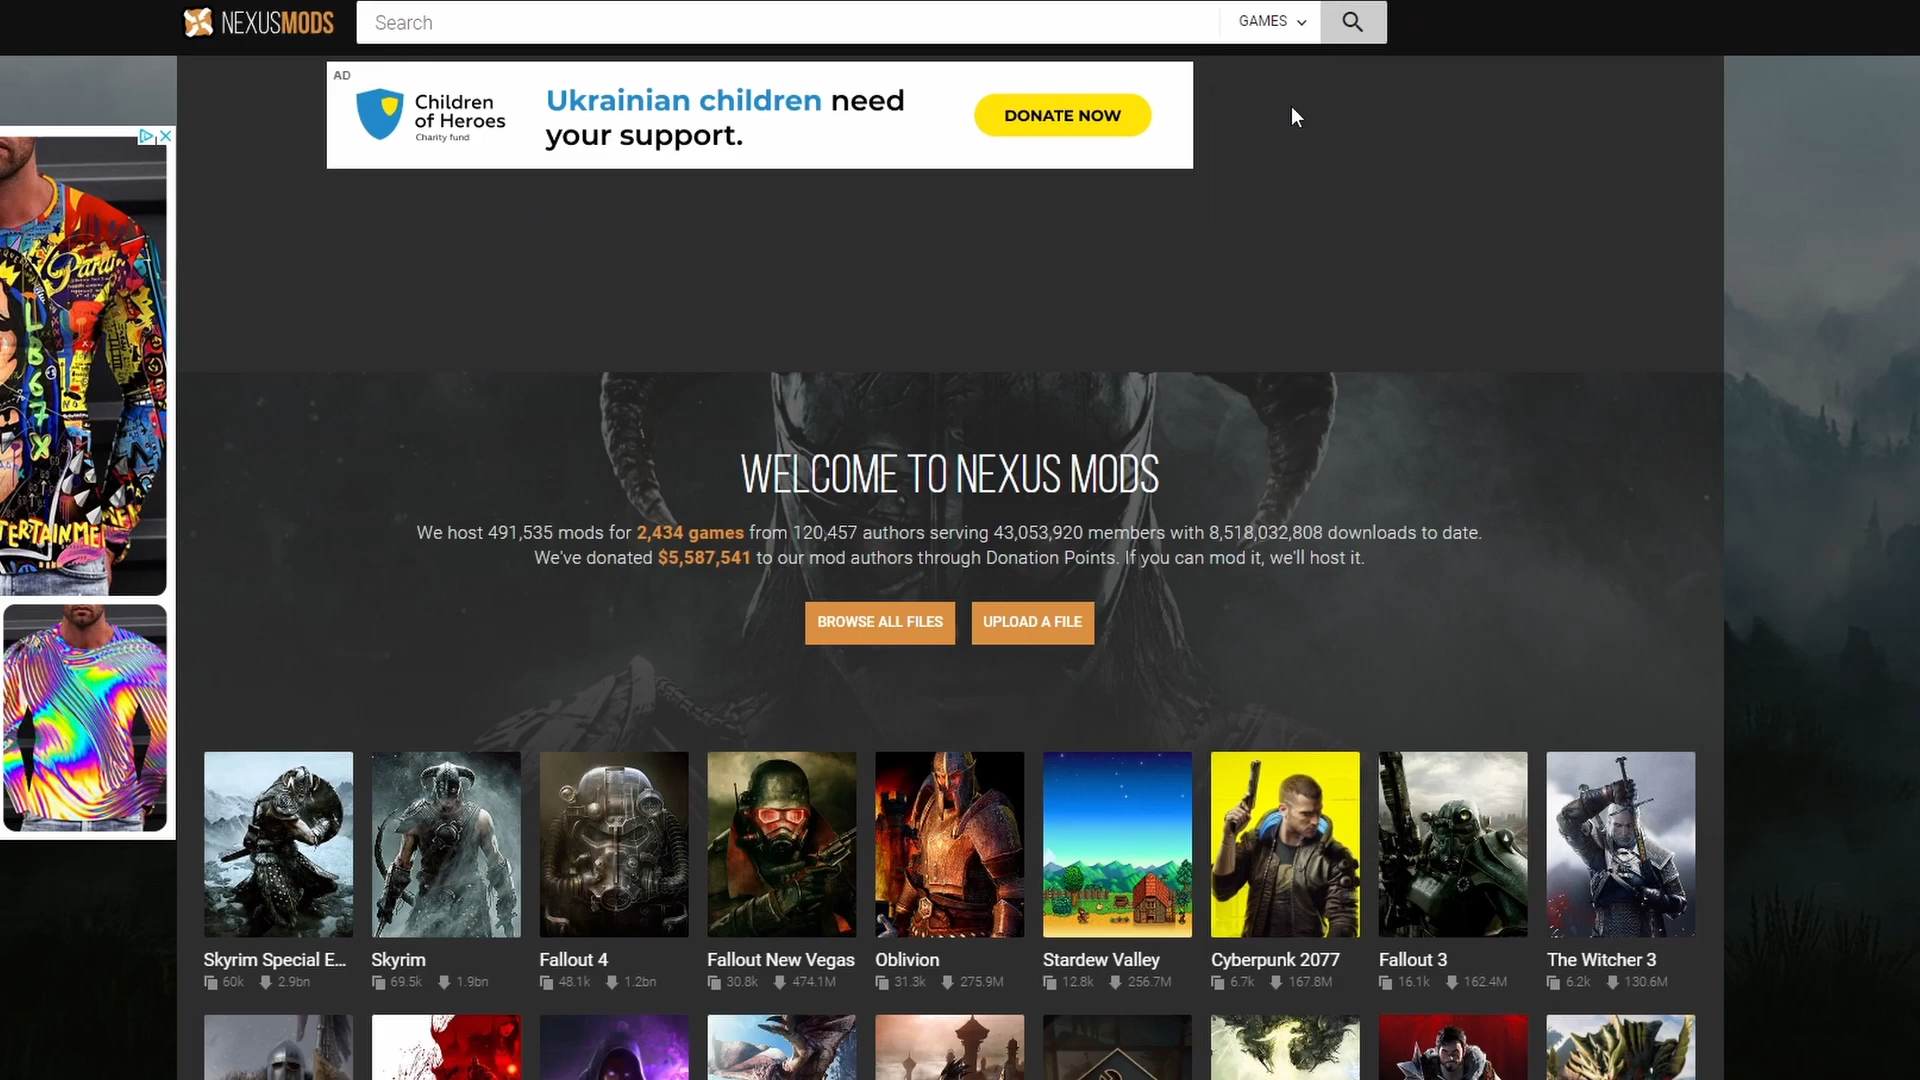 NEXUSMODS
Search
GAMES
AD
Children
of Heroes
Charity fund
Ukrainian children need
your support.
DONATE NOW
WELCOME TO NEXUS MODS
We host 491,535 mods for 2,434 games from 120,457 authors serving 43,053,920 members with 8,518,032,808 downloads to date.
We've donated $5,587,541 to our mod authors through Donation Points. If you can mod it, we'll host it.
BROWSE ALL FILES
UPLOAD A FILE
Skyrim Special E...
60k 2.9bn
Skyrim
69.5k 1.9bn
Fallout 4
48.1k 1.2bn
Fallout New Vegas
30.8k 474.1M
Oblivion
31.3k 275.9M
Stardew Valley
12.8k 256.7M
Cyberpunk 2077
6.7k 167.8M
Fallout 3
16.1k 162.4M
The Witcher 3
6.2k 130.6M